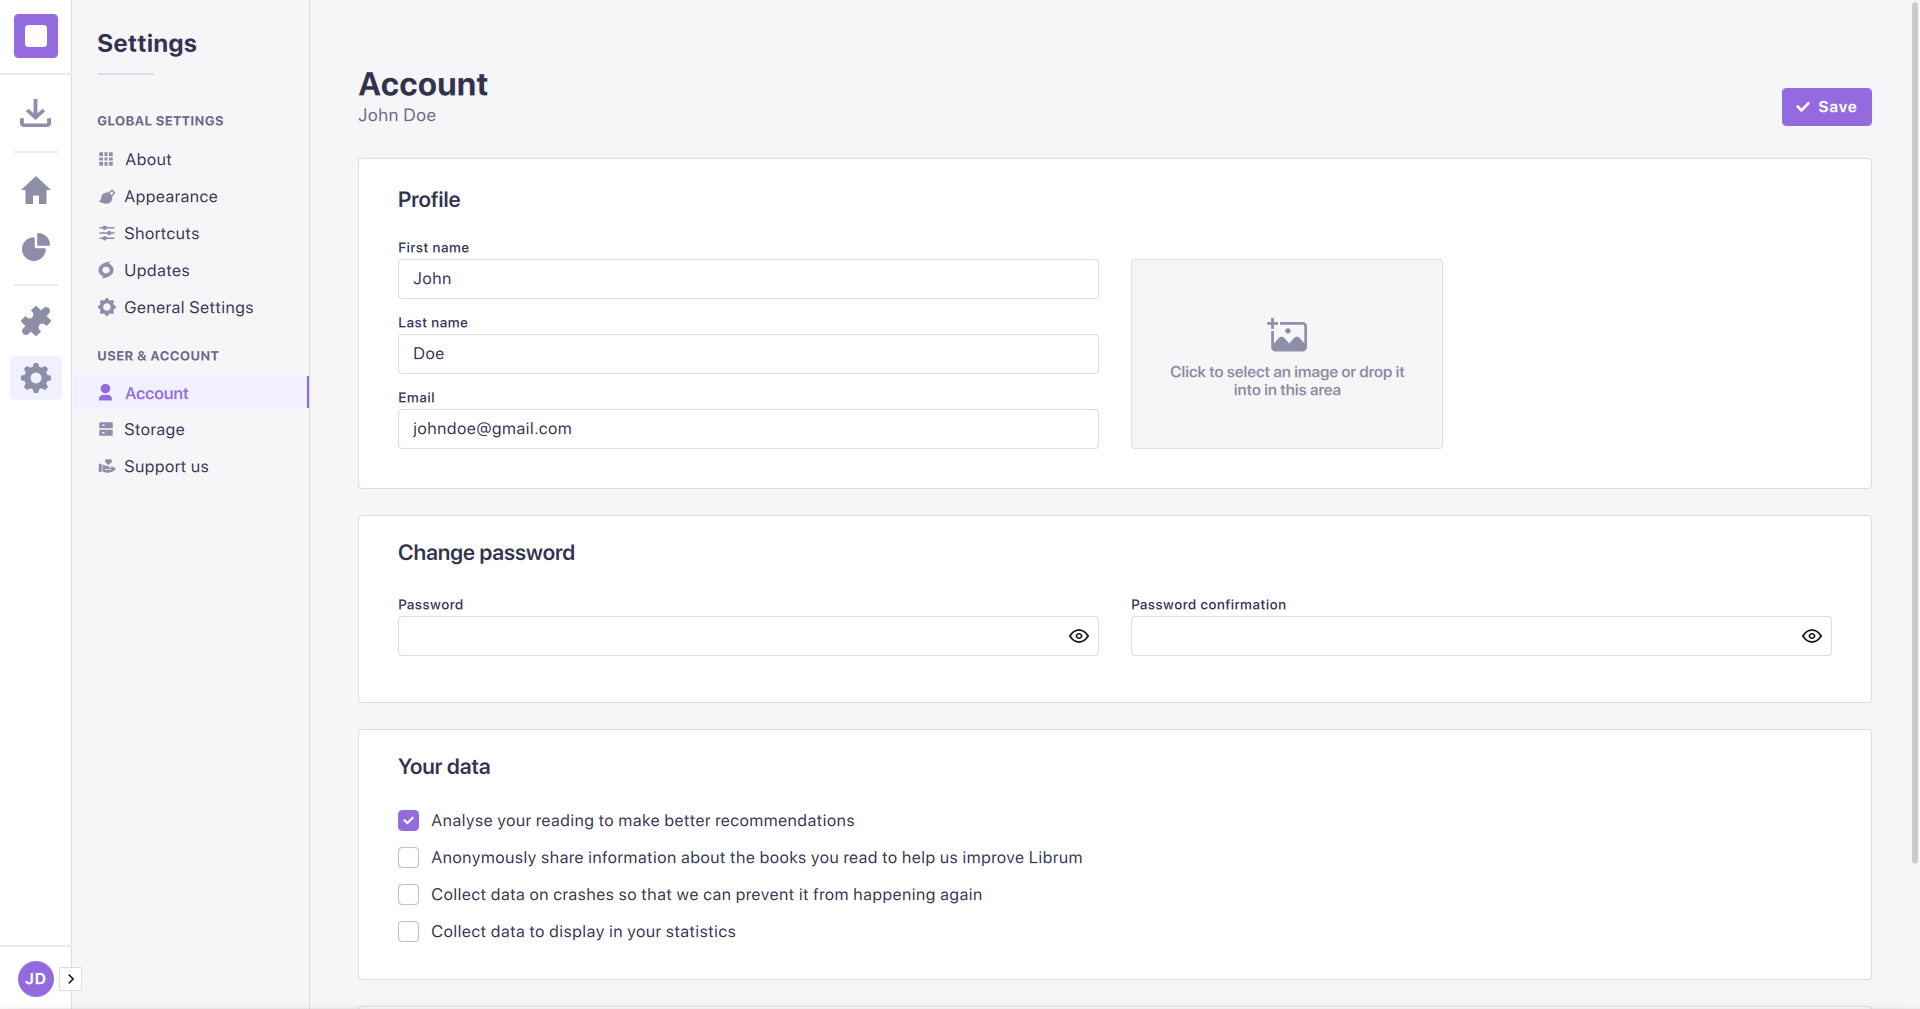 Settings
GLOBAL SETTINGS
About
Appearance
Shortcuts
Updates
General Settings
USER & ACCOUNT
Account
Storage
Support us
JD
Account
John Doe
Save
Profile
First name
John
Last name
Doe
Email
johndoe@gmail.com
Click to select an image or drop it
into in this area
Change password
Password
Password confirmation
Your data
Analyse your reading to make better recommendations
Anonymously share information about the books you read to help us improve Librum
Collect data on crashes so that we can prevent it from happening again
Collect data to display in your statistics